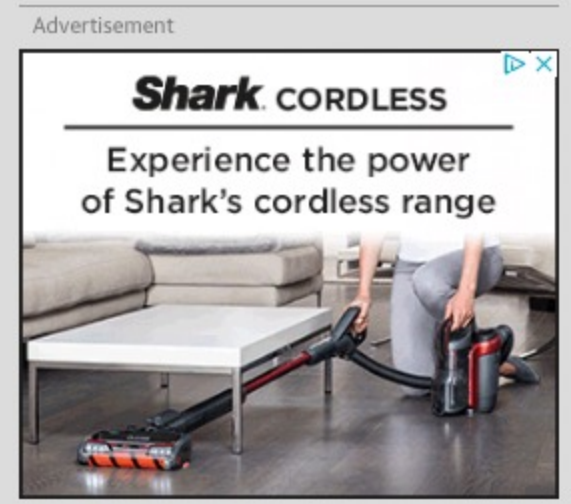 Advertisement
Shark CORDLESS
Experience the power
of Shark's cordless range